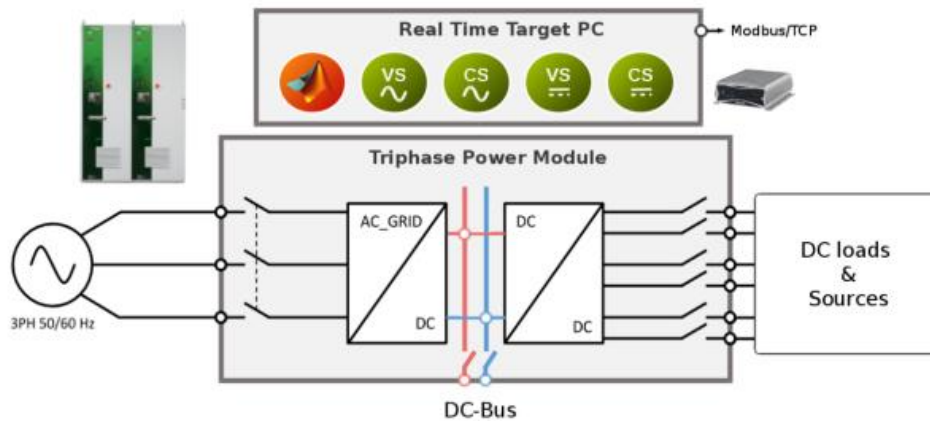 Real Time Target PC
Modbus/TCP
VS
CS
VS
CS
Triphase Power Module
AC_GRID
DC
DC
DC
3PH 50/60 Hz
DC loads
&
Sources
DC-Bus